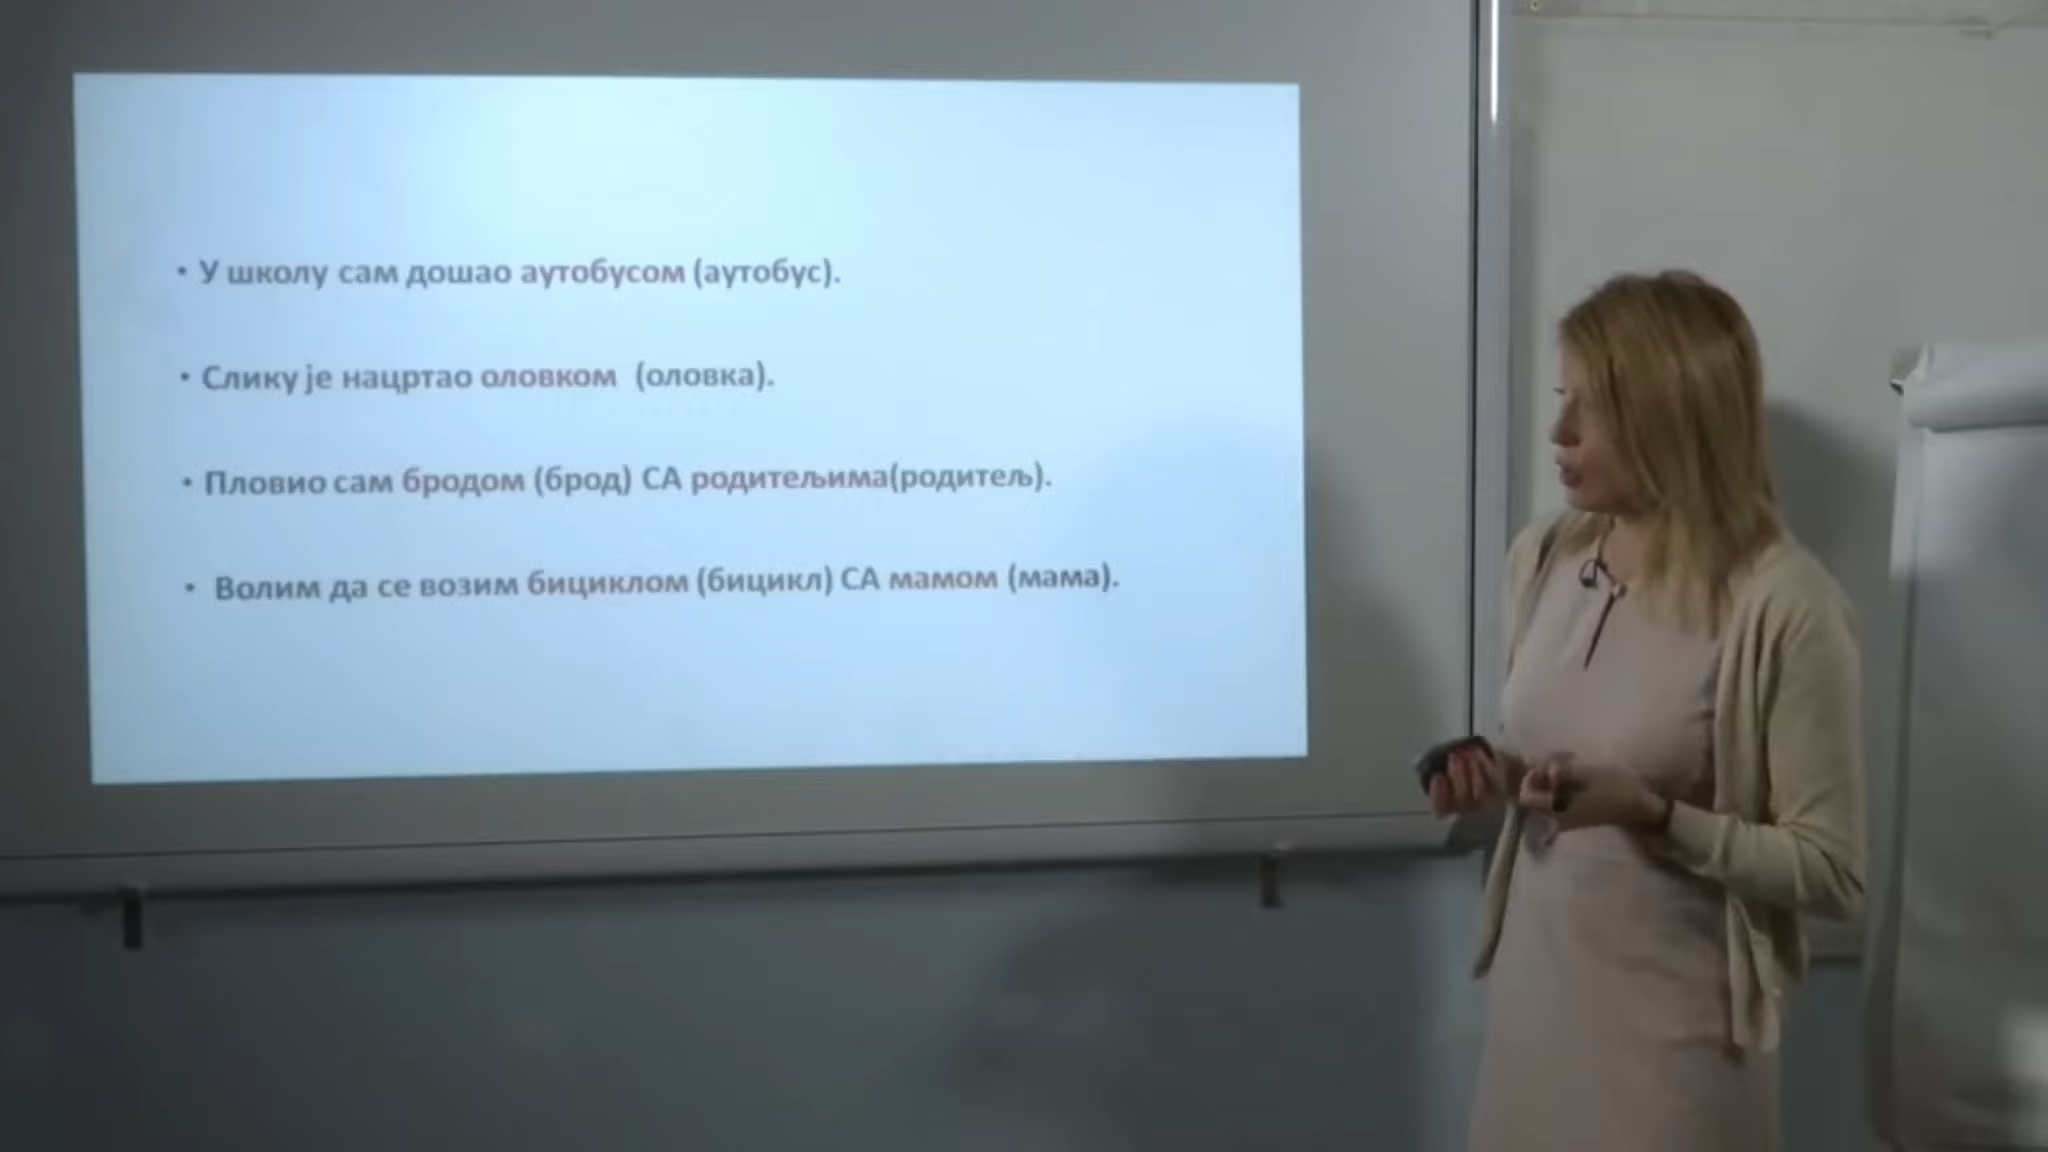 • У школу сам дошао аутобусом (аутобус).
• Слику је нацртао оловком (оловка).
• Пловио сам бродом (брод) СА родитељима(родитељ).
• Волим да се возим бициклом (бицикл) СА мамом (мама).